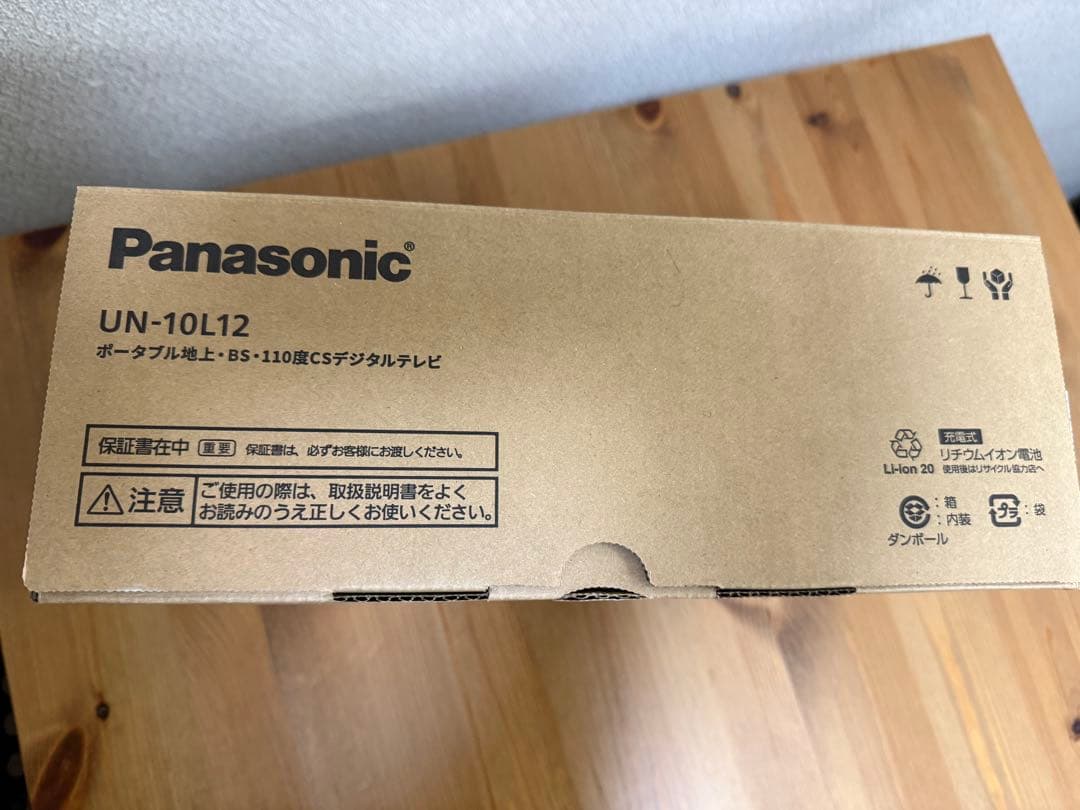 Panasonic®
UN-10L12
ポータブル地上・BS・110度CSデジタルテレビ
保証書在中 重要 保証書は、必ずお客様にお渡しください。
注意 ご使用の際は、取扱説明書をよく
お読みのうえ正しくお使いください。
充電式
リチウムイオン電池
Li-ion 20 使用後はリサイクル協力店へ
：箱
：内装
プラ ：袋
ダンボール